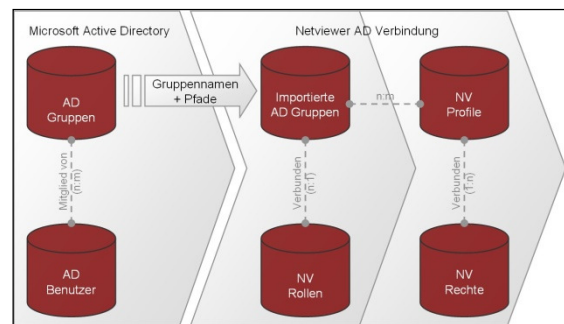 Microsoft Active Directory
Netviewer AD Verbindung
AD
Gruppen
Gruppennamen
+ Pfade
Importierte
AD Gruppen
n:m
NV
Profile
Mitglied von
(n:m)
Verbunden
(n:1)
Verbunden
(1:n)
AD
Benutzer
NV
Rollen
NV
Rechte